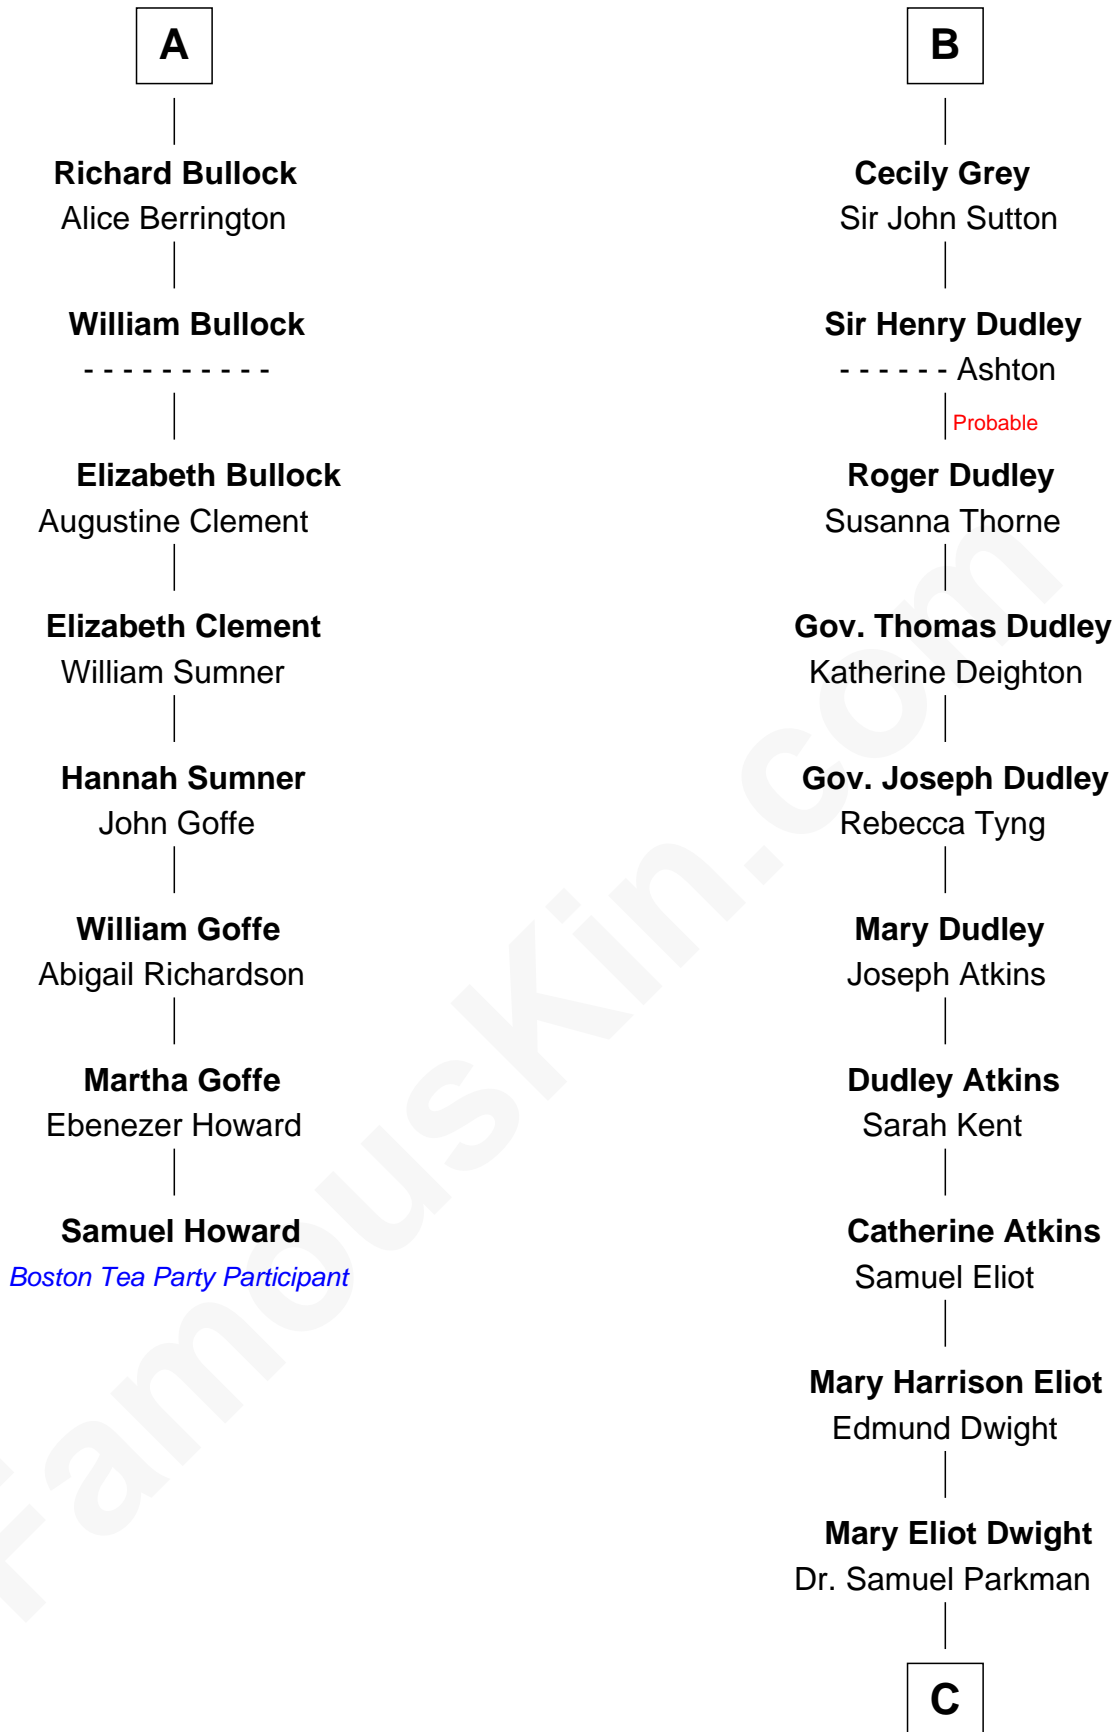 A
Richard Bullock
Alice Berrington
William Bullock
- - - - - - - - - -
Elizabeth Bullock
Augustine Clement
Elizabeth Clement
William Sumner
Hannah Sumner
John Goffe
William Goffe
Abigail Richardson
Martha Goffe
Ebenezer Howard
Samuel Howard
Boston Tea Party Participant
B
Cecily Grey
Sir John Sutton
Sir Henry Dudley
- - - - - - Ashton
Probable
Roger Dudley
Susanna Thorne
Gov. Thomas Dudley
Katherine Deighton
Gov. Joseph Dudley
Rebecca Tyng
Mary Dudley
Joseph Atkins
Dudley Atkins
Sarah Kent
Catherine Atkins
Samuel Eliot
Mary Harrison Eliot
Edmund Dwight
Mary Eliot Dwight
Dr. Samuel Parkman
C
FamousKin.com